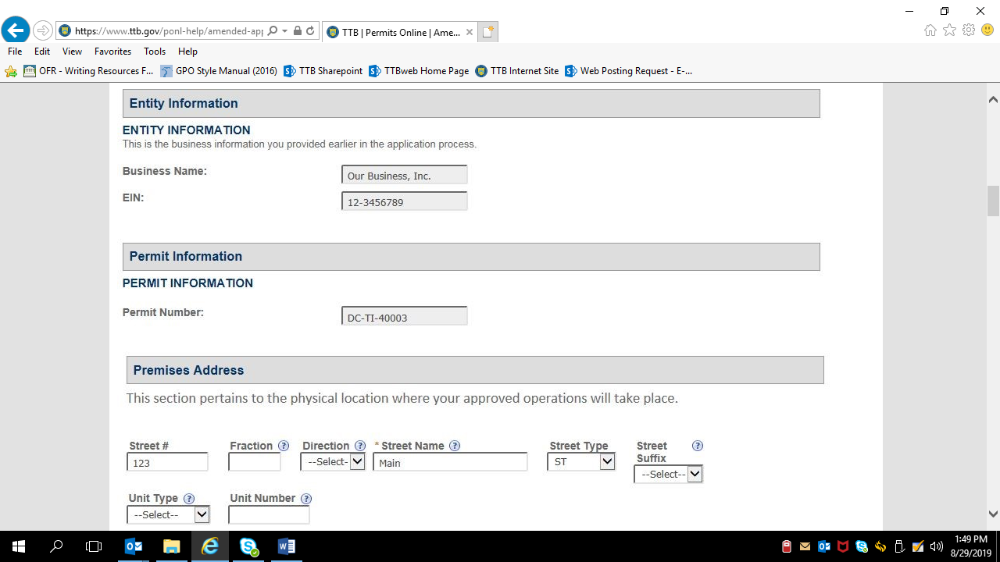 https://www.ttb.gov/ponl-help/amended-app
TTB | Permits Online | Ame...
File Edit View Favorites Tools Help
OFR - Writing Resources F... GPO Style Manual (2016) TTB Sharepoint TTBweb Home Page TTB Internet Site Web Posting Request - E-...
Entity Information
ENTITY INFORMATION
This is the business information you provided earlier in the application process.
Business Name: Our Business, Inc.
EIN: 12-3456789
Permit Information
PERMIT INFORMATION
Permit Number: DC-TI-40003
Premises Address
This section pertains to the physical location where your approved operations will take place.
Street # Fraction ? Direction ? * Street Name ? Street Type Street Suffix ?
123 --Select- Main ST --Select--
Unit Type ? Unit Number ?
--Select--
1:49 PM
8/29/2019